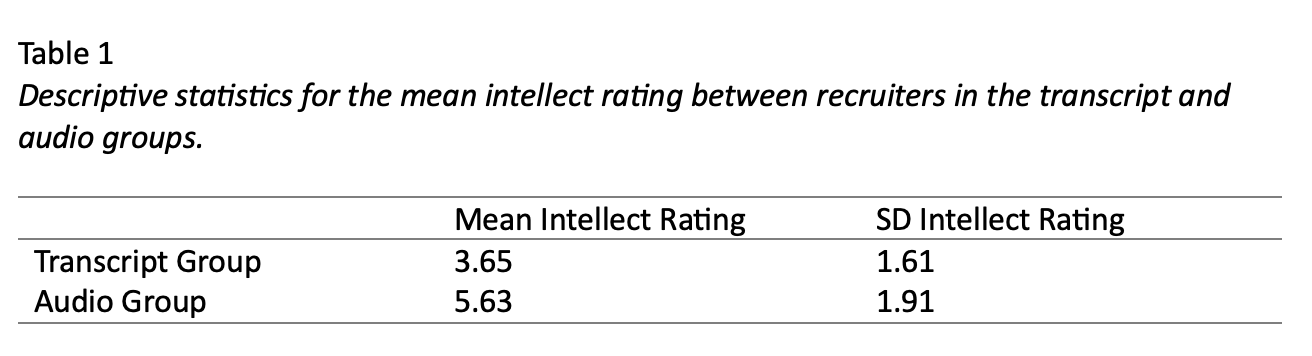 Table 1
Descriptive statistics for the mean intellect rating between recruiters in the transcript and
audio groups.
Mean Intellect Rating SD Intellect Rating
Transcript Group 3.65 1.61
Audio Group 5.63 1.91